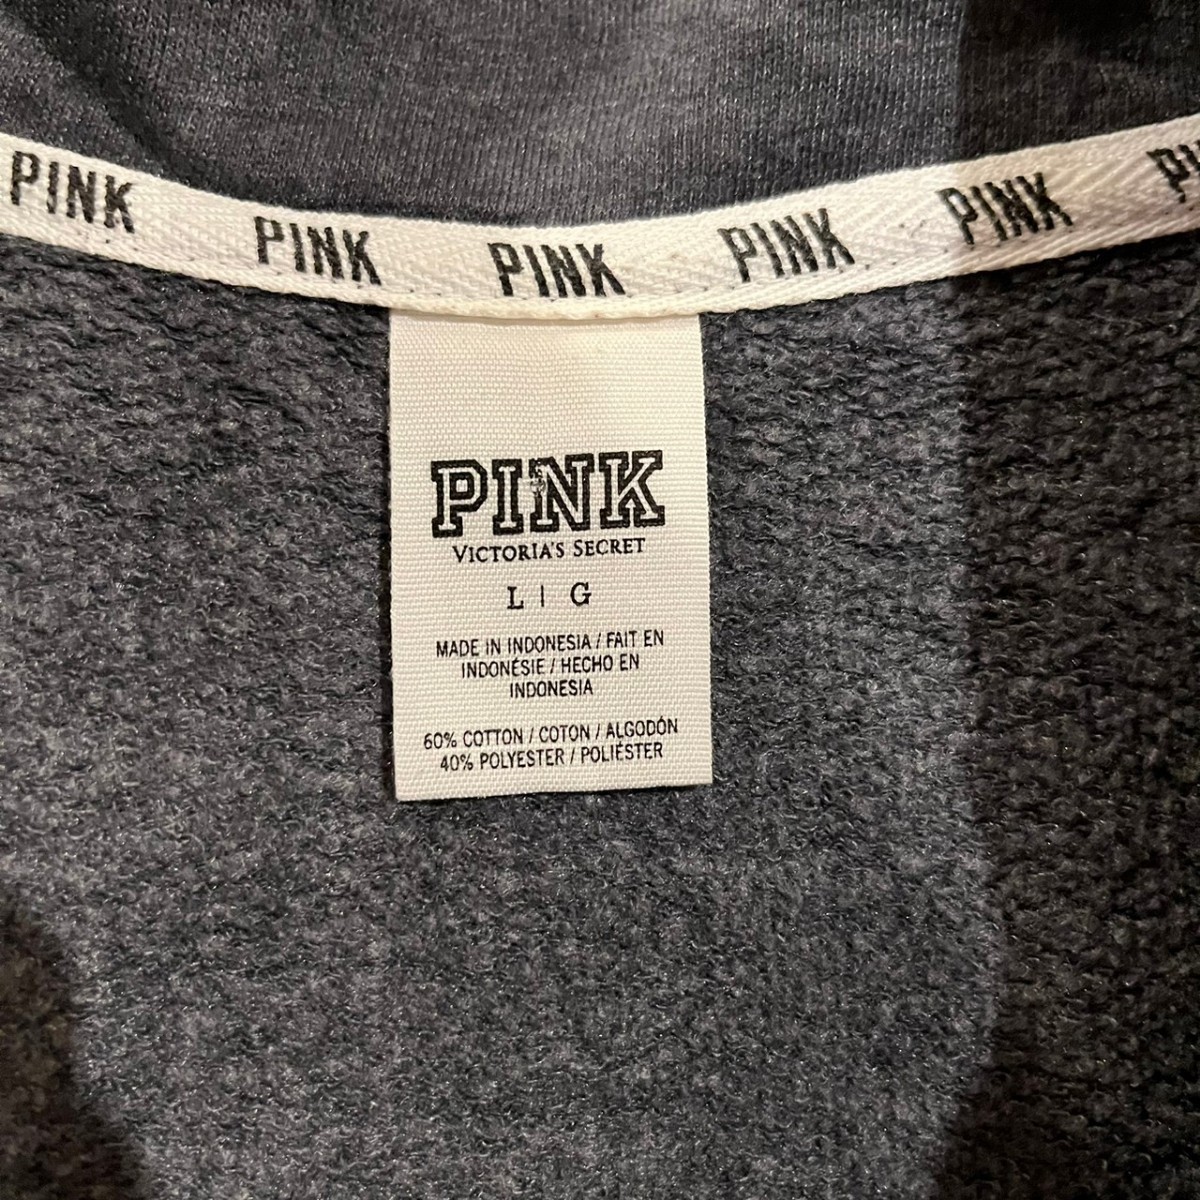 PINK PINK PINK PINK PINK
PINK
VICTORIA'S SECRET
L | G
MADE IN INDONESIA / FAIT EN
INDONÉSIE / HECHO EN
INDONESIA
60% COTTON / COTON / ALGODÓN
40% POLYESTER / POLIÉSTER